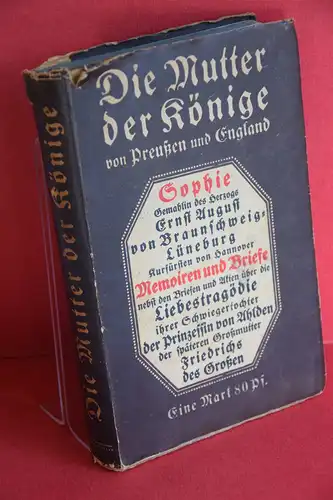 Die Mutter
der Könige
von Preußen und England
Sophie
Gemahlin des Herzogs
Ernst August
von Braunschweig-
Lüneburg
Kurfürsten von Hannover
Memoiren und Briefe
nebst den Briefen und Akten über die
Liebestragödie
ihrer Schwiegertochter
der Prinzessin von Ahlden
der späteren Großmutter
Friedrichs
des Großen
Eine Mark 80 Pf.
Die Mutter der Könige